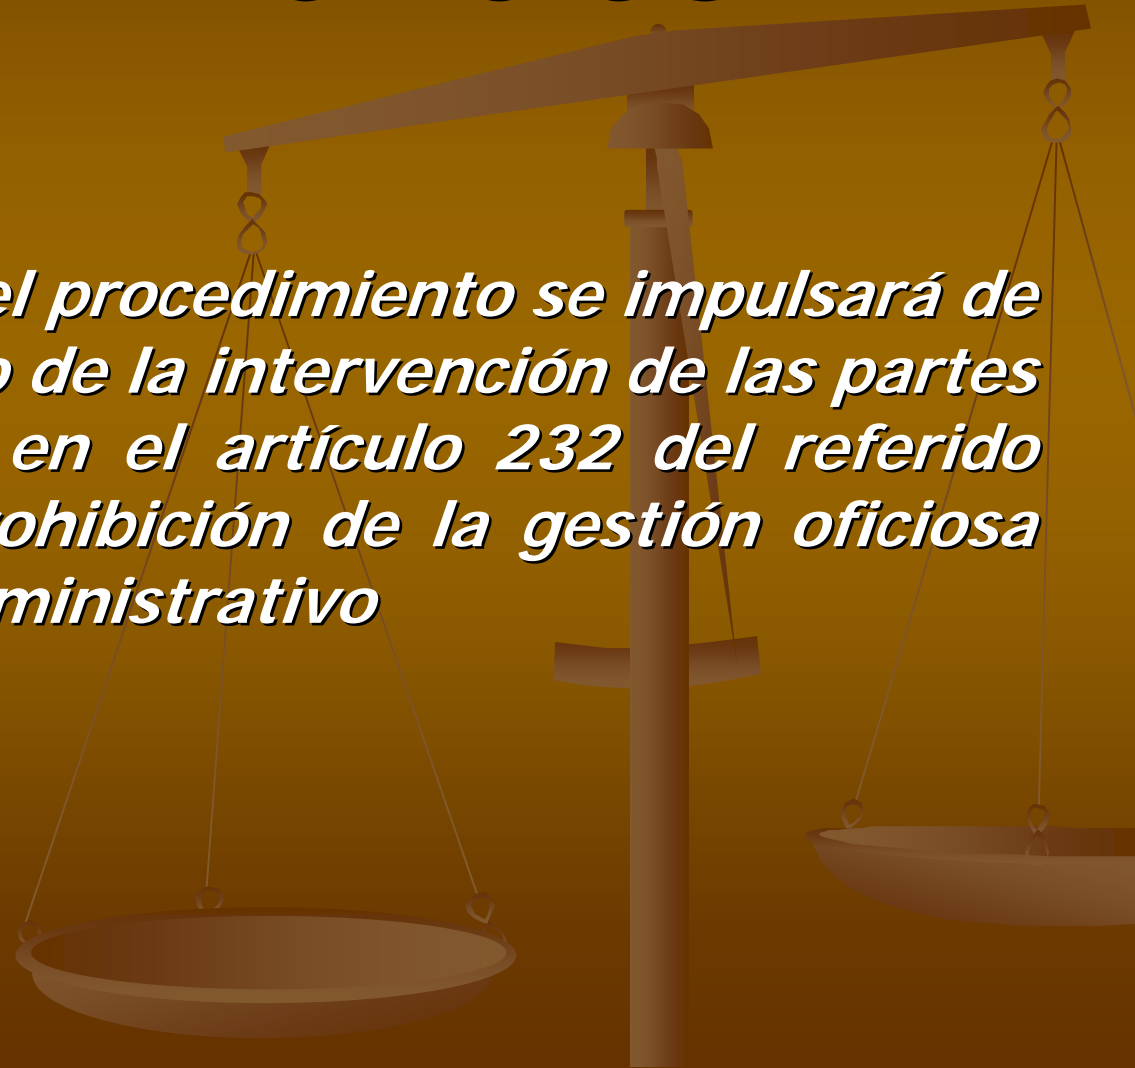 el procedimiento se impulsará de
de la intervención de las partes
en el artículo 232 del referido
ohibición de la gestión oficiosa
ministrativo